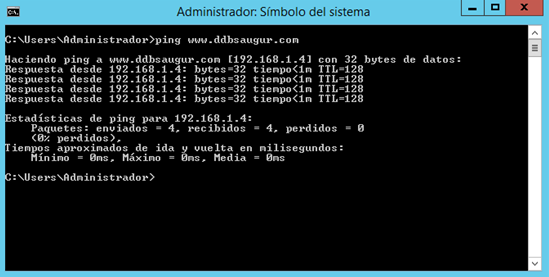 Administrador: Símbolo del sistema
C:\Users\Administrador>ping www.ddbsaugur.com
Haciendo ping a www.ddbsaugur.com [192.168.1.4] con 32 bytes de datos:
Respuesta desde 192.168.1.4: bytes=32 tiempo<1m TTL=128
Respuesta desde 192.168.1.4: bytes=32 tiempo<1m TTL=128
Respuesta desde 192.168.1.4: bytes=32 tiempo<1m TTL=128
Respuesta desde 192.168.1.4: bytes=32 tiempo<1m TTL=128
Estadísticas de ping para 192.168.1.4:
Paquetes: enviados = 4, recibidos = 4, perdidos = 0
(0% perdidos),
Tiempos aproximados de ida y vuelta en milisegundos:
Mínimo = 0ms, Máximo = 0ms, Media = 0ms
C:\Users\Administrador>